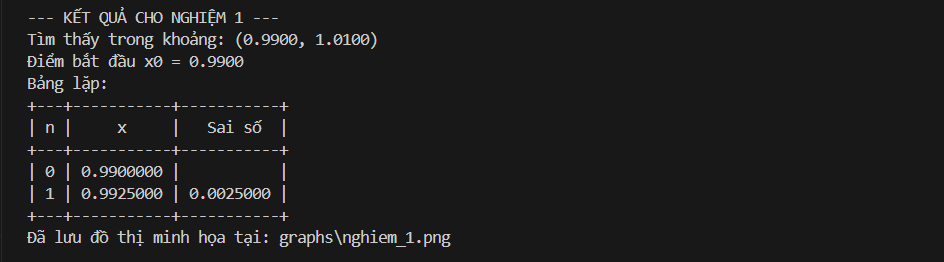 --- KẾT QUẢ CHO NGHIỆM 1 ---
Tìm thấy trong khoảng: (0.9900, 1.0100)
Điểm bắt đầu x0 = 0.9900
Bảng lặp:
+---+-----------+-----------+
| n |     x     |   Sai số  |
+---+-----------+-----------+
| 0 | 0.9900000 |           |
| 1 | 0.9925000 | 0.0025000 |
+---+-----------+-----------+
Đã lưu đồ thị minh họa tại: graphs\nghiem_1.png